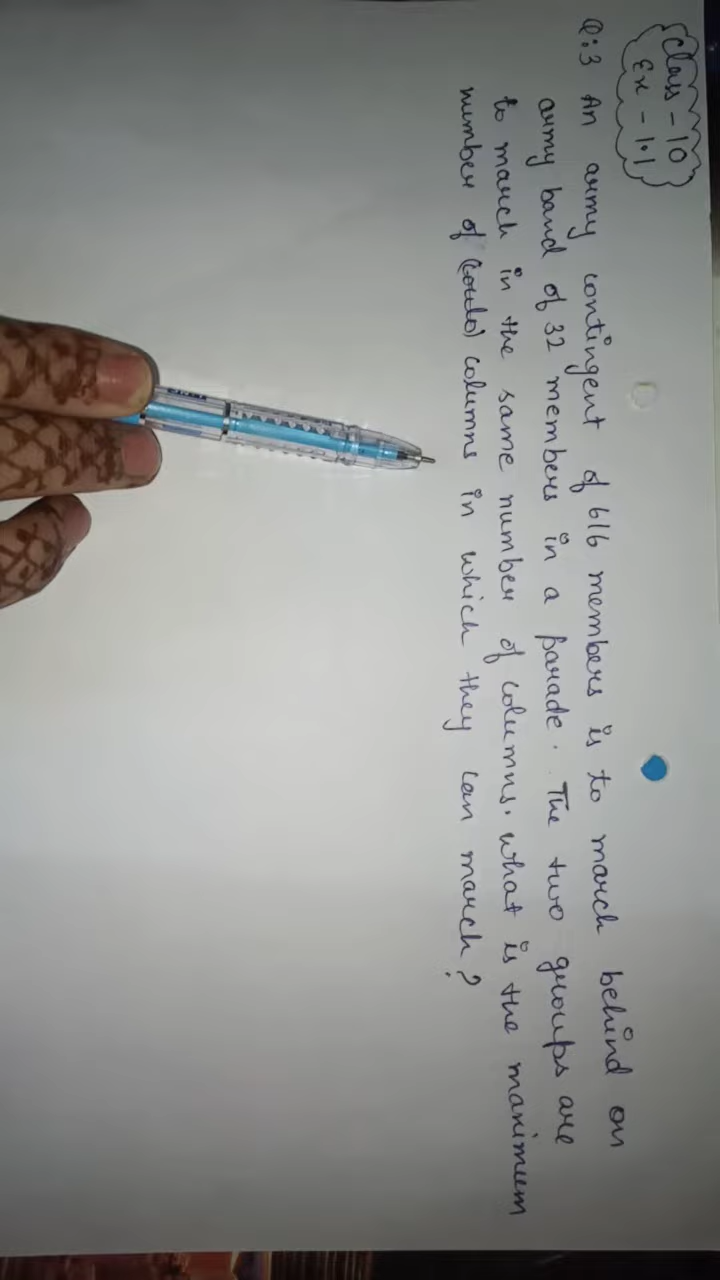 Class - 10
Ex - 1.1
Q:3 An army contingent of 616 members is to march behind on
army band of 32 members in a parade. The two groups are
to march in the same number of columns. what is the maximum
number of columns in which they can march?